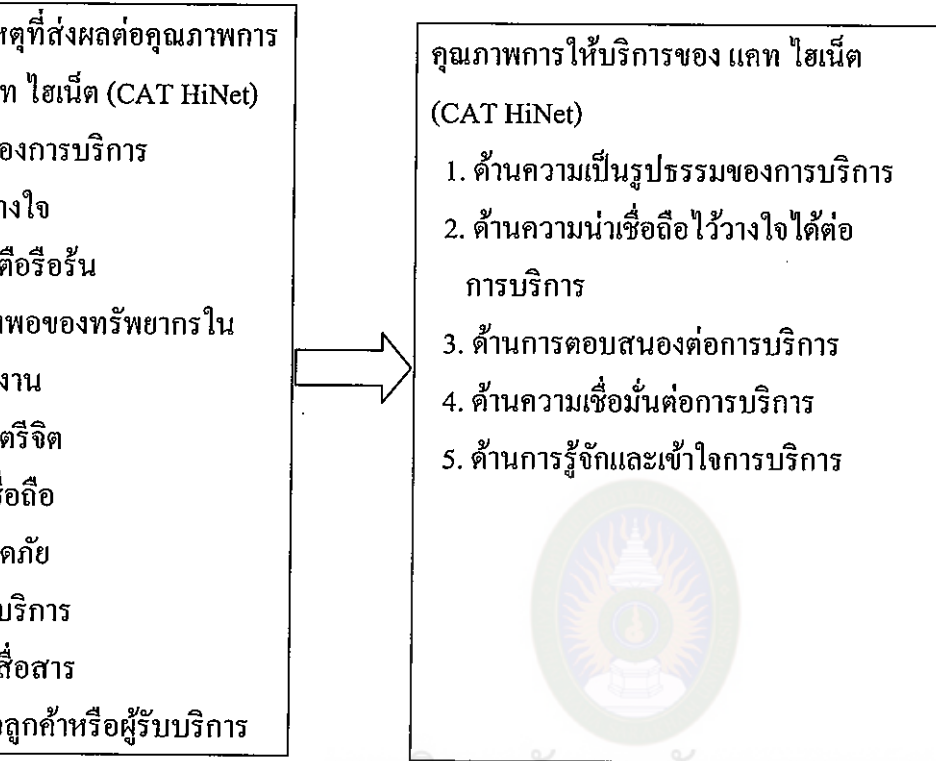 หตุที่ส่งผลต่อคุณภาพการ
ท ไฮเน็ต (CAT HiNet)
องการบริการ
างใจ
ตือรือร้น
งพอของทรัพยากรใน
งาน
ตรีจิต
ชื่อถือ
ดภัย
บริการ
สื่อสาร
ลูกค้าหรือผู้รับบริการ
คุณภาพการให้บริการของ แคท ไฮเน็ต
(CAT HiNet)
1. ด้านความเป็นรูปธรรมของการบริการ
2. ด้านความน่าเชื่อถือไว้วางใจได้ต่อ
การบริการ
3. ด้านการตอบสนองต่อการบริการ
4. ด้านความเชื่อมั่นต่อการบริการ
5. ด้านการรู้จักและเข้าใจการบริการ